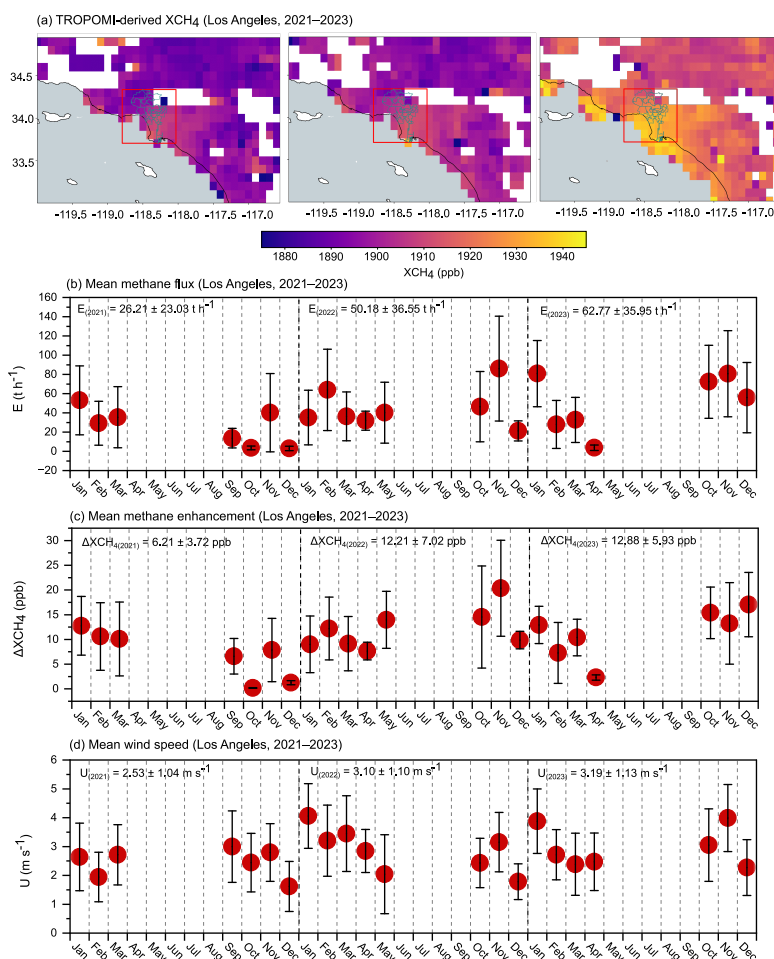 (a) TROPOMI-derived XCH₄ (Los Angeles, 2021–2023)
34.5
34.0
33.5
-119.5 -119.0 -118.5 -118.0 -117.5 -117.0 -119.5 -119.0 -118.5 -118.0 -117.5 -117.0 -119.5 -119.0 -118.5 -118.0 -117.5 -117.0
1880 1890 1900 1910 1920 1930 1940
XCH₄ (ppb)
(b) Mean methane flux (Los Angeles, 2021–2023)
E₍₂₀₂₁₎ = 26.21 ± 23.03 t h⁻¹ E₍₂₀₂₂₎ = 50.18 ± 36.55 t h⁻¹ E₍₂₀₂₃₎ = 62.77 ± 35.95 t h⁻¹
E (t h⁻¹)
160
140
120
100
80
60
40
20
0
−20
Jan Feb Mar Apr May Jun Jul Aug Sep Oct Nov Dec Jan Feb Mar Apr May Jun Jul Aug Sep Oct Nov Dec Jan Feb Mar Apr May Jun Jul Aug Sep Oct Nov Dec
(c) Mean methane enhancement (Los Angeles, 2021–2023)
ΔXCH₄₍₂₀₂₁₎ = 6.21 ± 3.72 ppb ΔXCH₄₍₂₀₂₂₎ = 12.21 ± 7.02 ppb ΔXCH₄₍₂₀₂₃₎ = 12.88 ± 5.93 ppb
ΔXCH₄ (ppb)
30
25
20
15
10
5
0
Jan Feb Mar Apr May Jun Jul Aug Sep Oct Nov Dec Jan Feb Mar Apr May Jun Jul Aug Sep Oct Nov Dec Jan Feb Mar Apr May Jun Jul Aug Sep Oct Nov Dec
(d) Mean wind speed (Los Angeles, 2021–2023)
U₍₂₀₂₁₎ = 2.53 ± 1.04 m s⁻¹ U₍₂₀₂₂₎ = 3.10 ± 1.10 m s⁻¹ U₍₂₀₂₃₎ = 3.19 ± 1.13 m s⁻¹
U (m s⁻¹)
6
5
4
3
2
1
0
Jan Feb Mar Apr May Jun Jul Aug Sep Oct Nov Dec Jan Feb Mar Apr May Jun Jul Aug Sep Oct Nov Dec Jan Feb Mar Apr May Jun Jul Aug Sep Oct Nov Dec